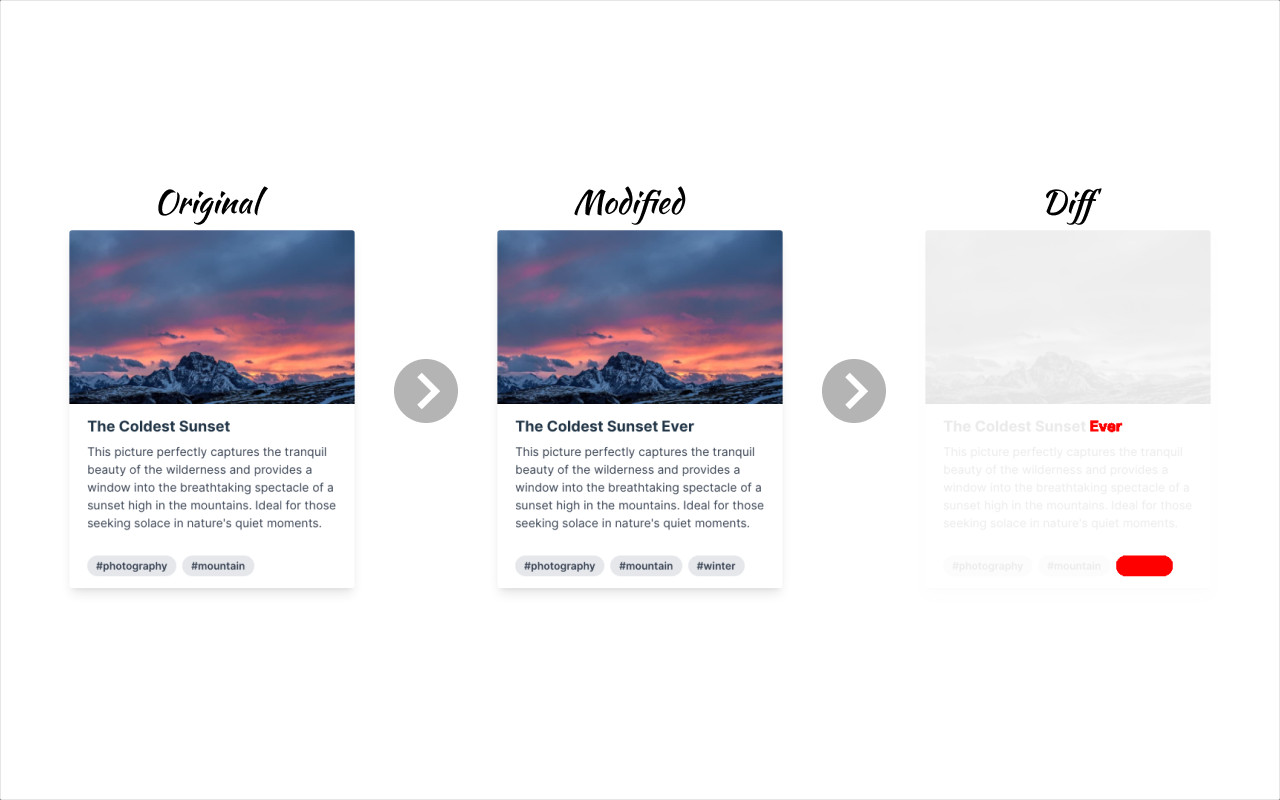 Original
The Coldest Sunset
This picture perfectly captures the tranquil
beauty of the wilderness and provides a
window into the breathtaking spectacle of a
sunset high in the mountains. Ideal for those
seeking solace in nature's quiet moments.
#photography #mountain
Modified
The Coldest Sunset Ever
This picture perfectly captures the tranquil
beauty of the wilderness and provides a
window into the breathtaking spectacle of a
sunset high in the mountains. Ideal for those
seeking solace in nature's quiet moments.
#photography #mountain #winter
Diff
The Coldest Sunset Ever
This picture perfectly captures the tranquil
beauty of the wilderness and provides a
window into the breathtaking spectacle of a
sunset high in the mountains. Ideal for those
seeking solace in nature's quiet moments.
#photography #mountain